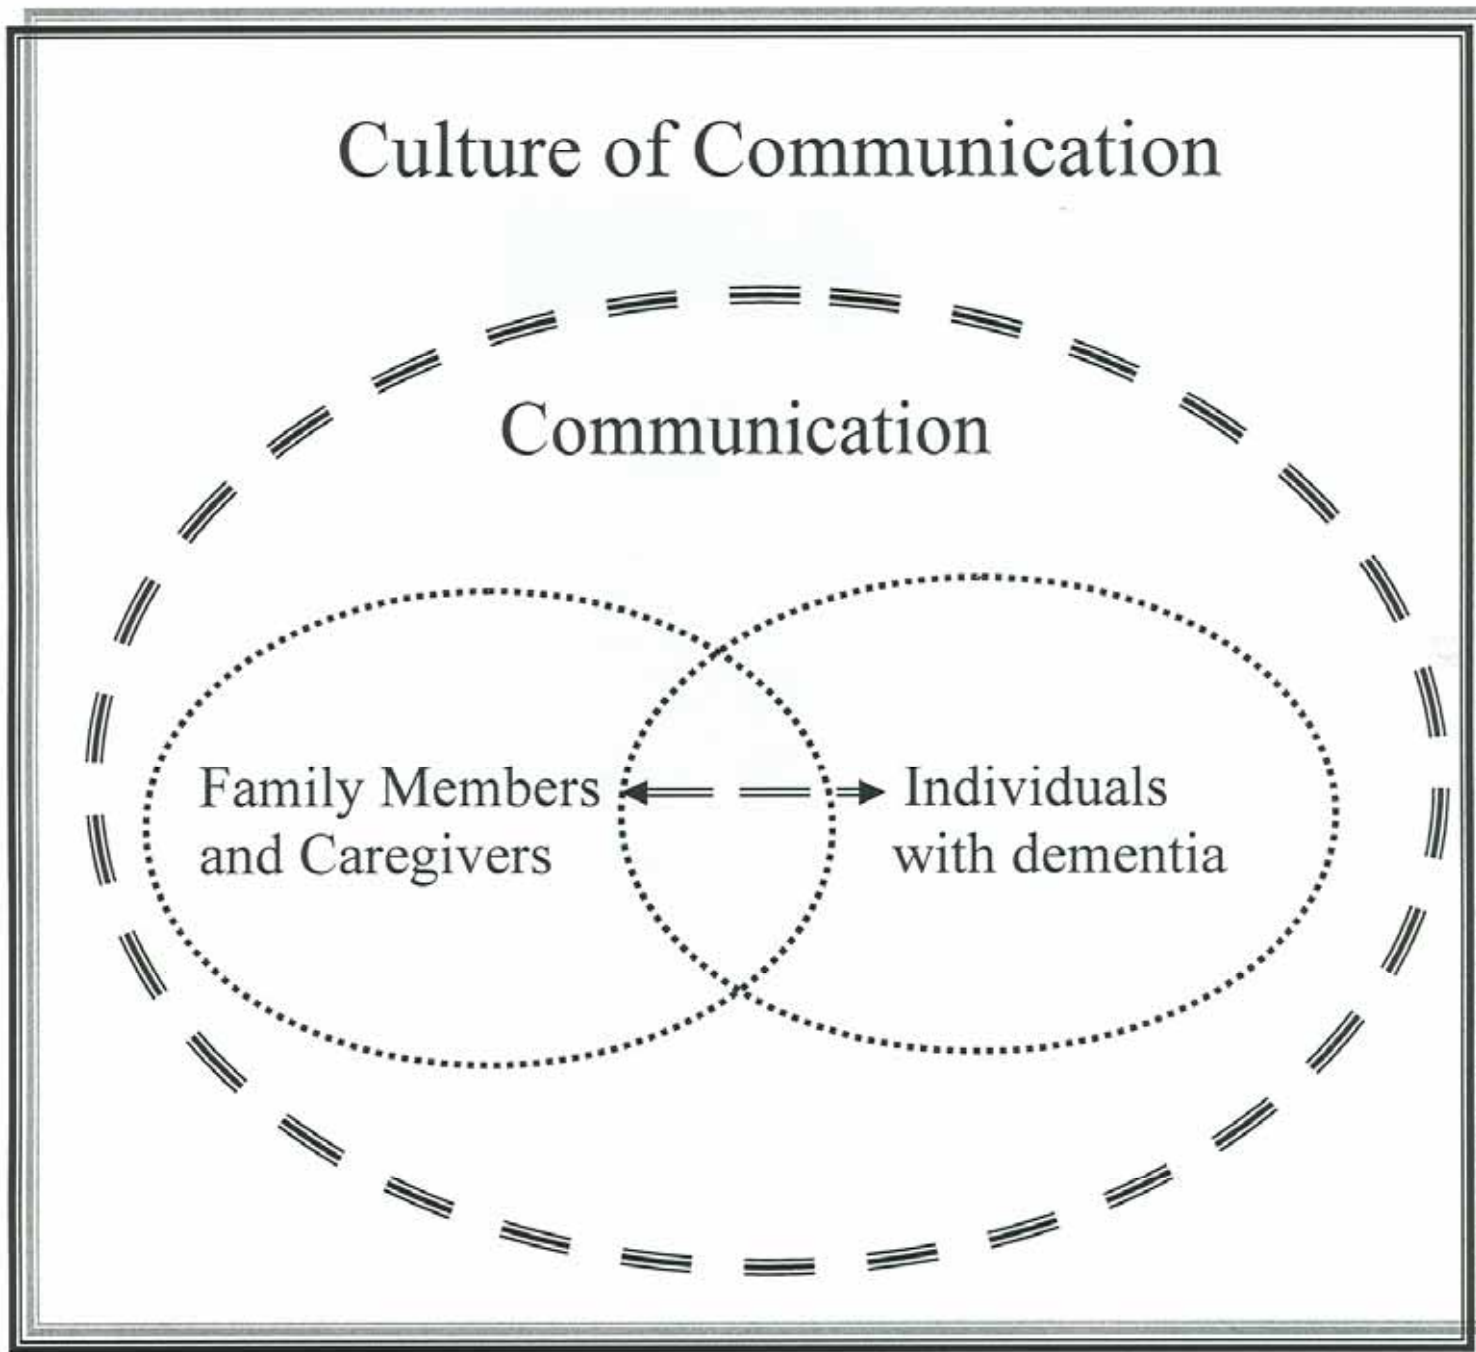 Culture of Communication
Communication
Family Members
and Caregivers
Individuals
with dementia